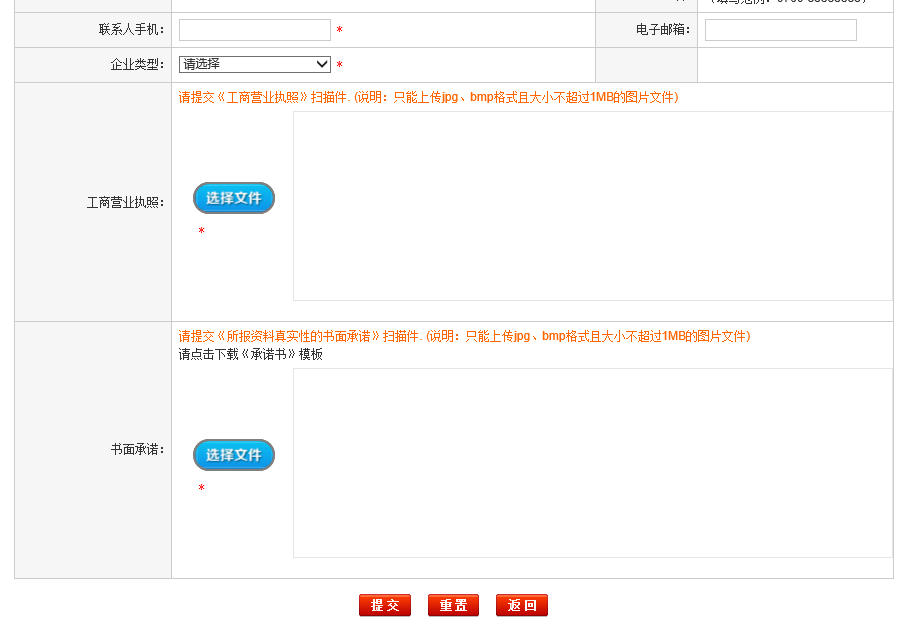 联系人手机： * 电子邮箱：
企业类型： 请选择 *
请提交《工商营业执照》扫描件. (说明：只能上传jpg、bmp格式且大小不超过1MB的图片文件)
工商营业执照： 选择文件
*
请提交《所报资料真实性的书面承诺》扫描件. (说明：只能上传jpg、bmp格式且大小不超过1MB的图片文件)
请点击下载《承诺书》模板
书面承诺： 选择文件
*
提 交 重 置 返 回